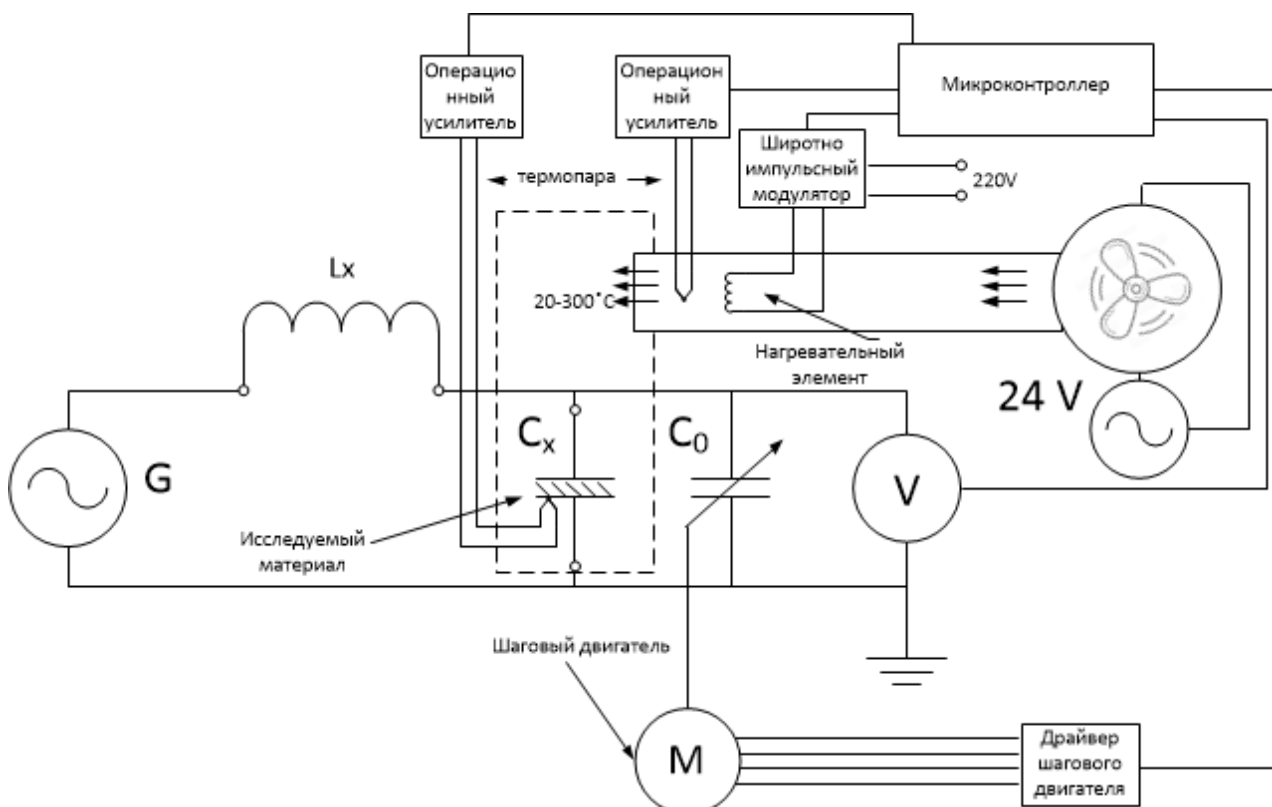 Операцио
нный
усилитель
Операцион
ный
усилитель
Микроконтроллер
Широтно
импульсный
модулятор
220V
термопара
Lx
20-300˚C
Нагревательный
элемент
24 V
G
Cx
C0
V
Исследуемый
материал
Шаговый двигатель
M
Драйвер
шагового
двигателя